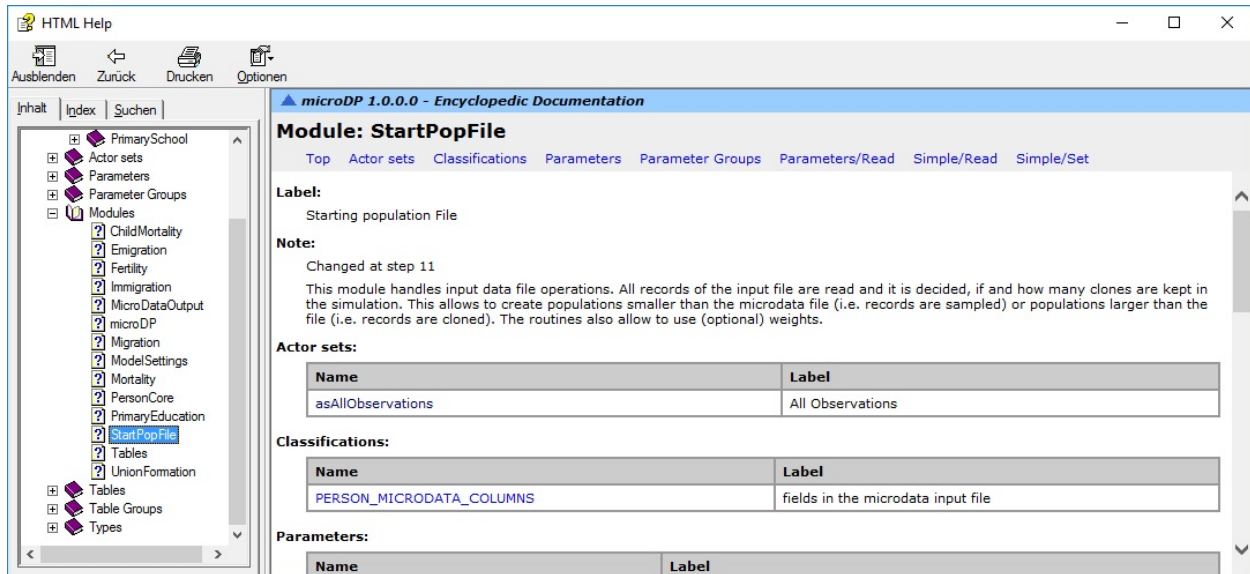 HTML Help
Ausblenden Zurück Drucken Optionen
Inhalt Index Suchen
PrimarySchool
Actor sets
Parameters
Parameter Groups
Modules
ChildMortality
Emigration
Fertility
Immigration
MicroDataOutput
microDP
Migration
ModelSettings
Mortality
PersonCore
PrimaryEducation
StartPopFile
Tables
UnionFormation
Tables
Table Groups
Types
microDP 1.0.0.0 - Encyclopedic Documentation
Module: StartPopFile
Top Actor sets Classifications Parameters Parameter Groups Parameters/Read Simple/Read Simple/Set
Label:
Starting population File
Note:
Changed at step 11
This module handles input data file operations. All records of the input file are read and it is decided, if and how many clones are kept in
the simulation. This allows to create populations smaller than the microdata file (i.e. records are sampled) or populations larger than the
file (i.e. records are cloned). The routines also allow to use (optional) weights.
Actor sets:
Name Label
asAllObservations All Observations
Classifications:
Name Label
PERSON_MICRODATA_COLUMNS fields in the microdata input file
Parameters:
Name Label